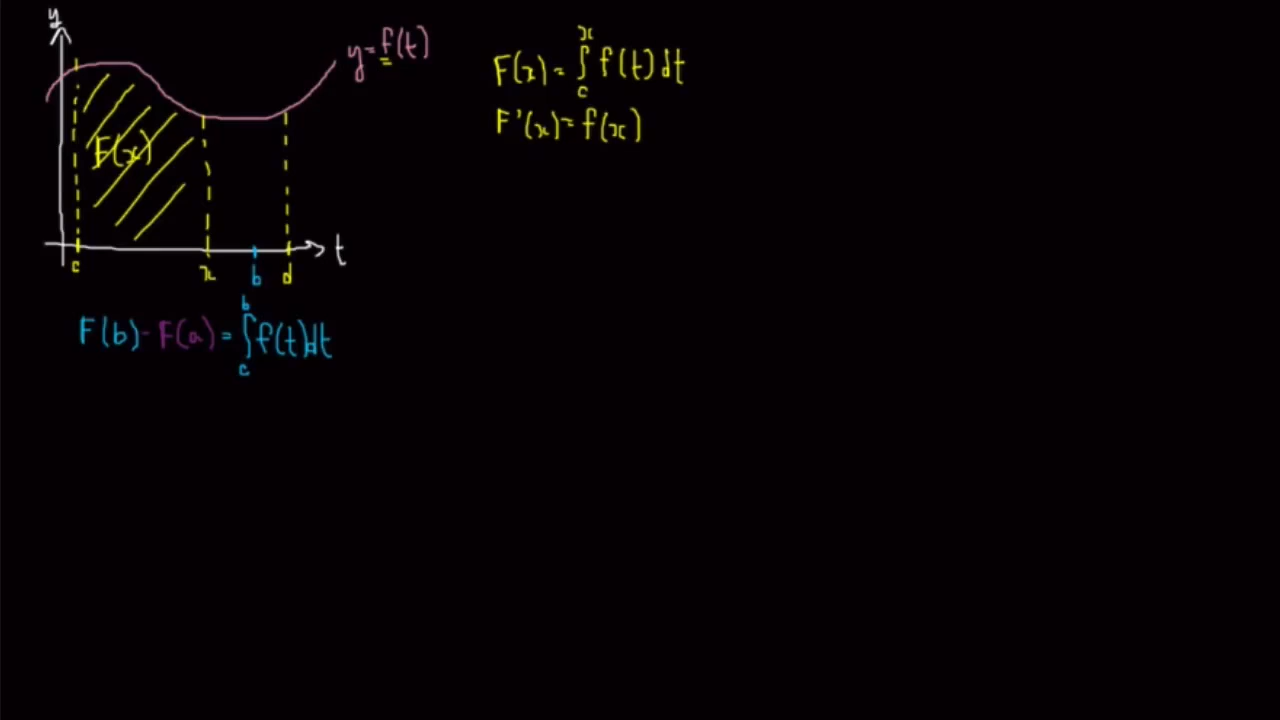 y
y=f(t)
F(x)
c x b d t
F(b)-F(a)=∫_c^b f(t)dt
F(x)=∫_c^x f(t)dt
F'(x)=f(x)